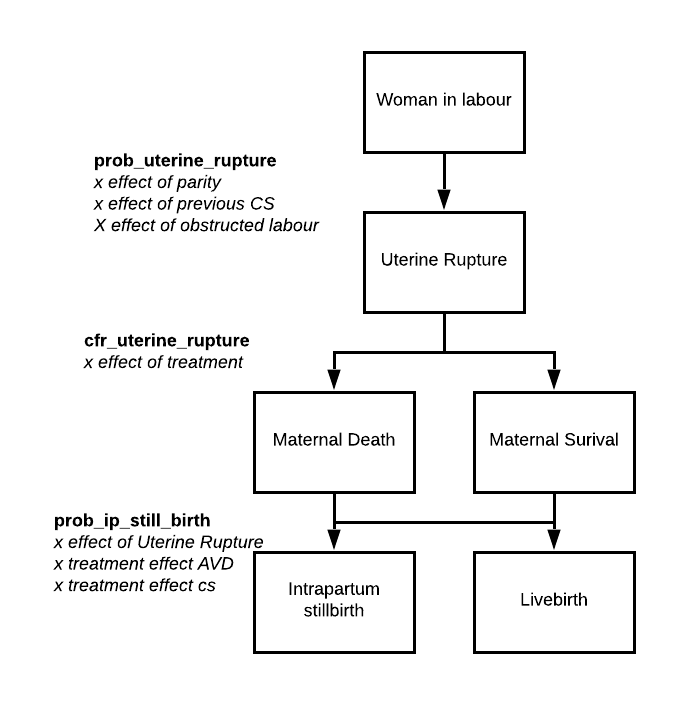 Woman in labour
prob_uterine_rupture
x effect of parity
x effect of previous CS
X effect of obstructed labour
Uterine Rupture
cfr_uterine_rupture
x effect of treatment
Maternal Death
Maternal Surival
prob_ip_still_birth
x effect of Uterine Rupture
x treatment effect AVD
x treatment effect cs
Intrapartum
stillbirth
Livebirth